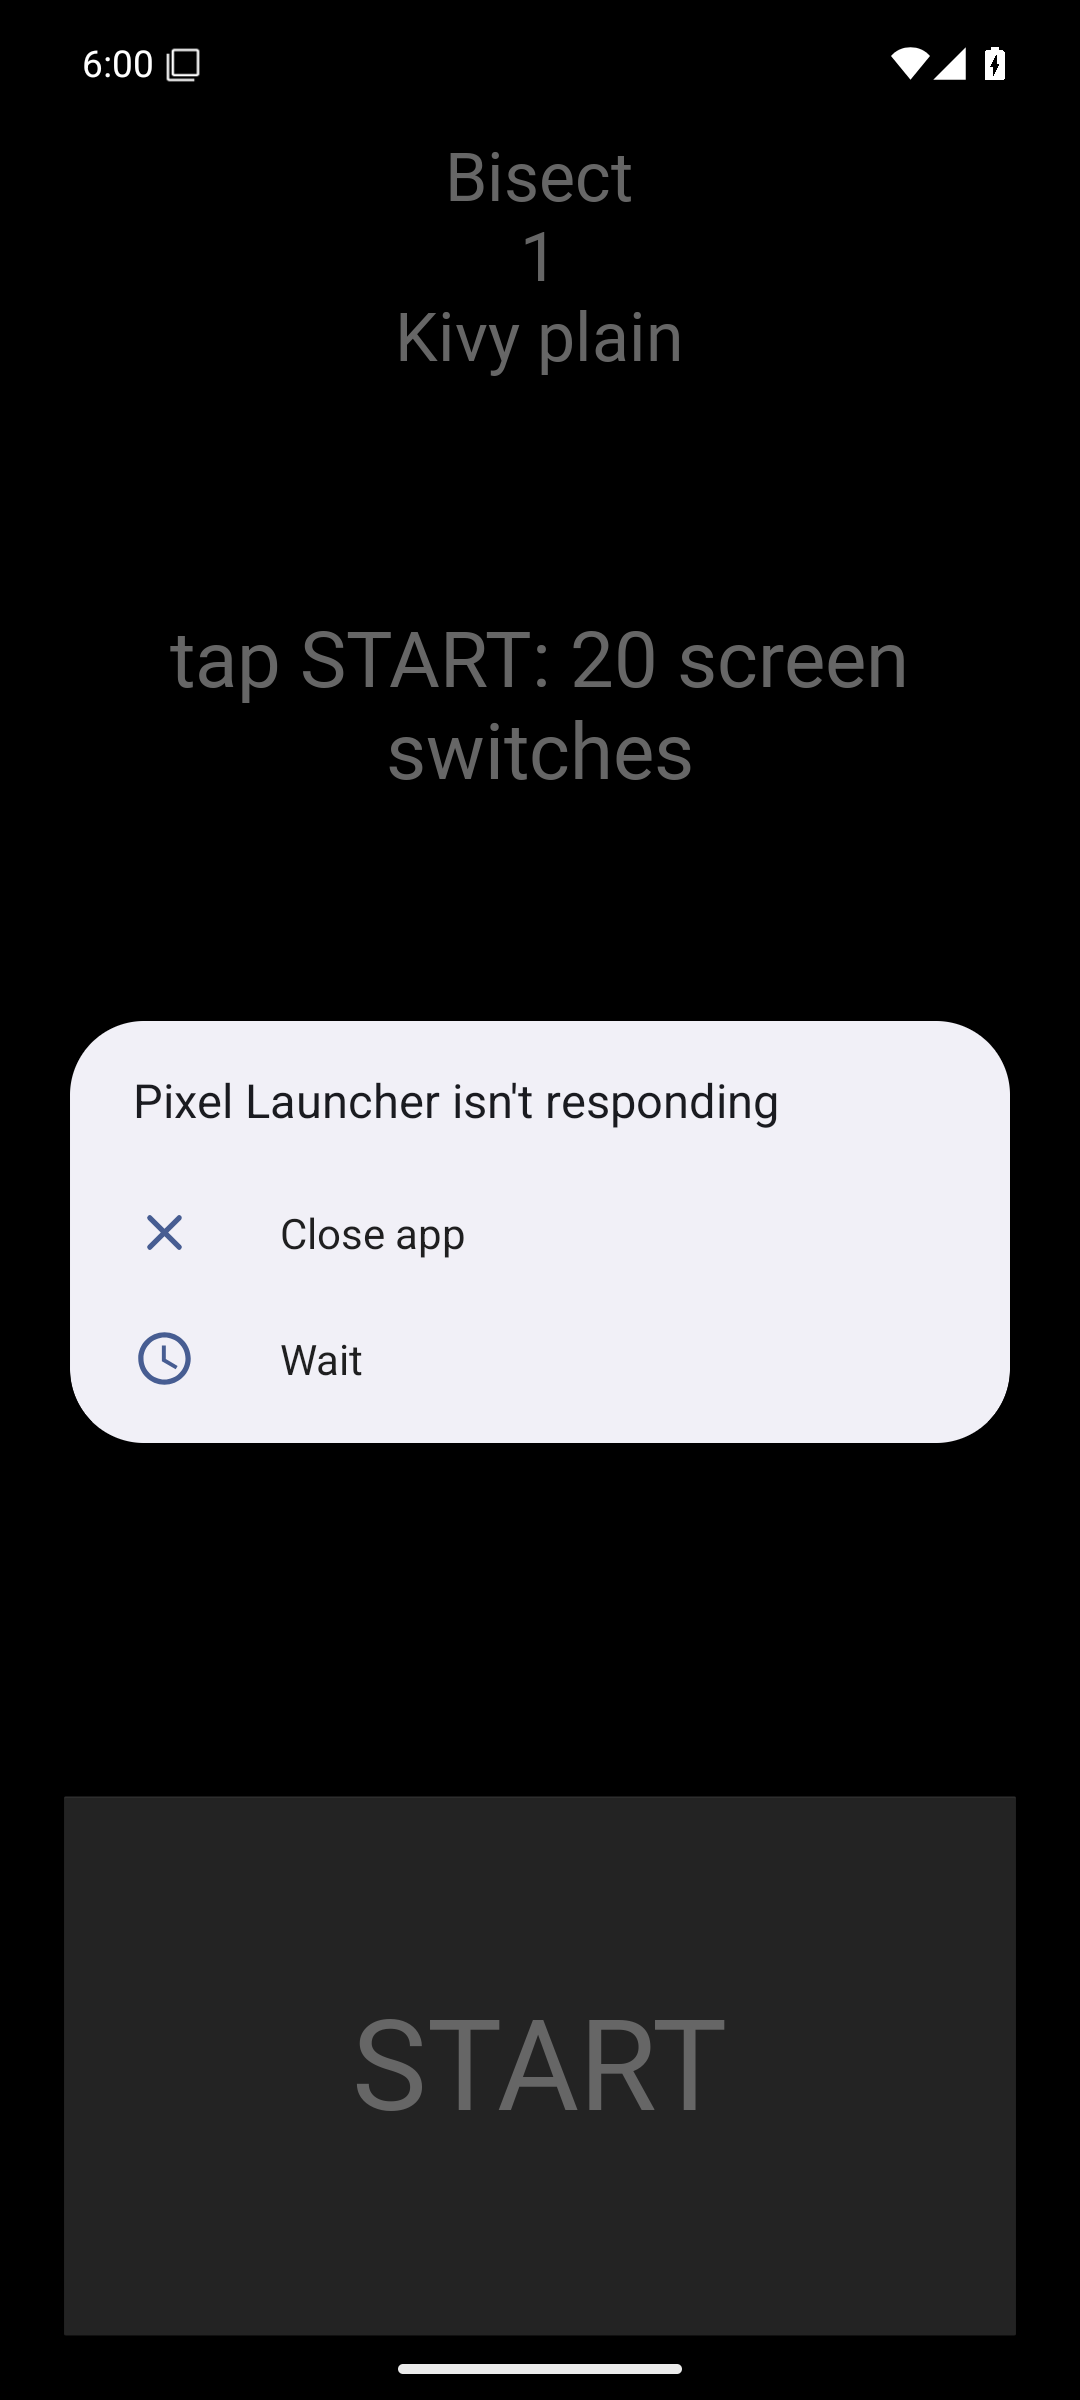 6:00
Bisect
1
Kivy plain
tap START: 20 screen
switches
Pixel Launcher isn't responding
Close app
Wait
START